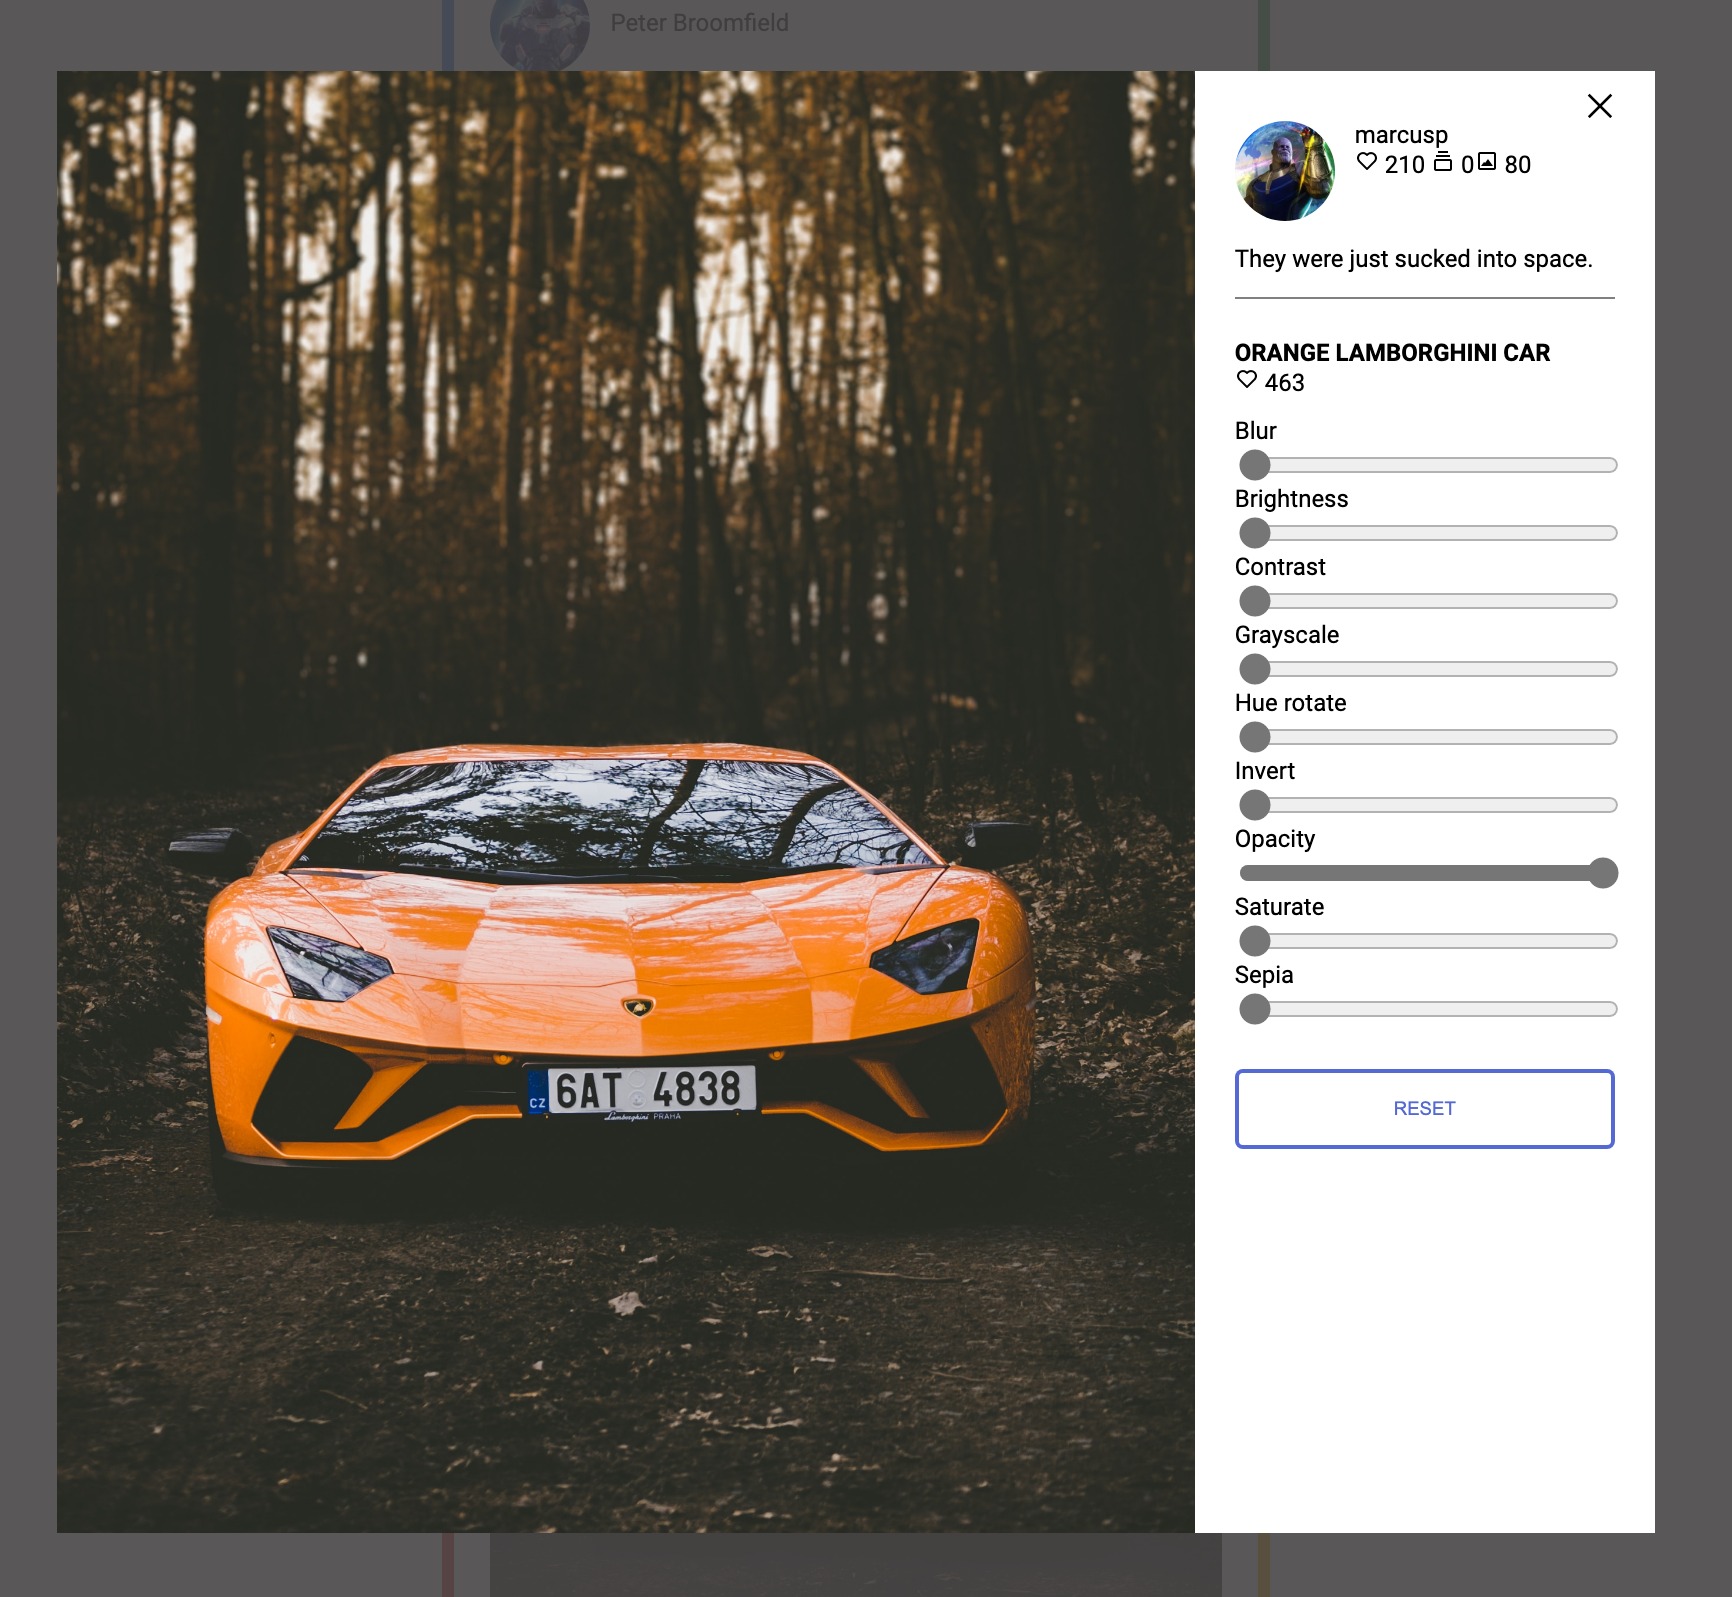 Peter Broomfield
marcusp
210 0 80
They were just sucked into space.
ORANGE LAMBORGHINI CAR
463
Blur
Brightness
Contrast
Grayscale
Hue rotate
Invert
Opacity
Saturate
Sepia
RESET
CZ 6AT 4838
Lamborghini PRAHA